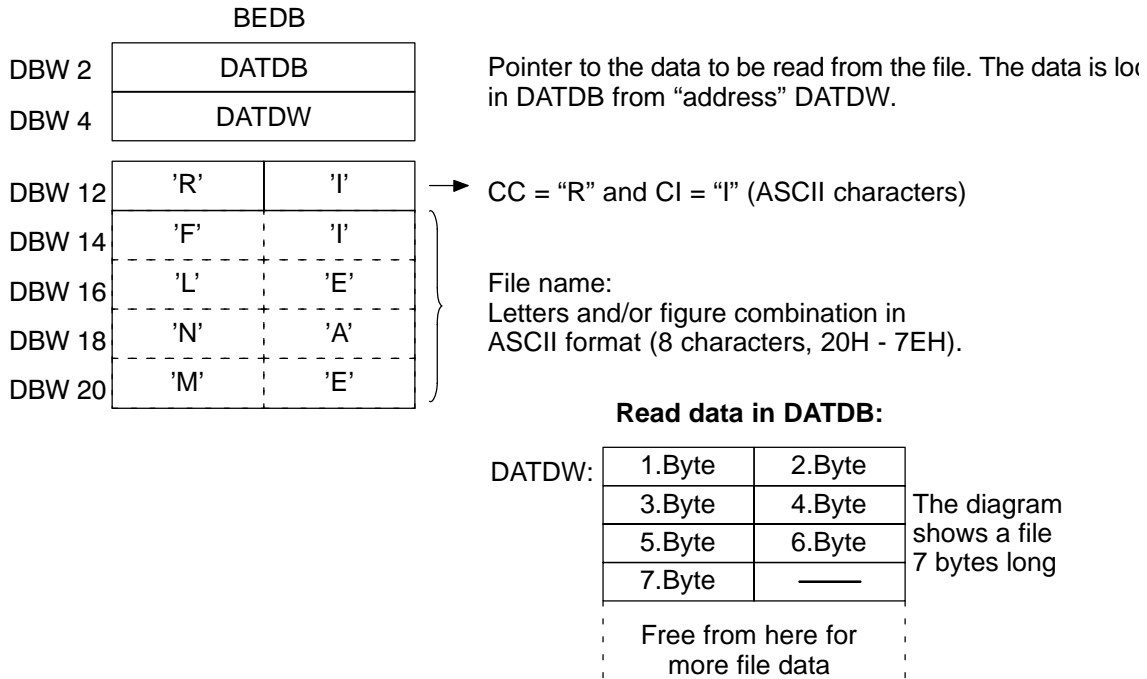 BEDB
DBW 2 DATDB
DBW 4 DATDW
Pointer to the data to be read from the file. The data is
in DATDB from “address” DATDW.
DBW 12 ’R’ ’I’
CC = “R” and CI = “I” (ASCII characters)
DBW 14 ’F’ ’I’
DBW 16 ’L’ ’E’
DBW 18 ’N’ ’A’
DBW 20 ’M’ ’E’
File name:
Letters and/or figure combination in
ASCII format (8 characters, 20H - 7EH).
Read data in DATDB:
DATDW: 1.Byte 2.Byte
3.Byte 4.Byte
5.Byte 6.Byte
7.Byte
The diagram
shows a file
7 bytes long
Free from here for
more file data